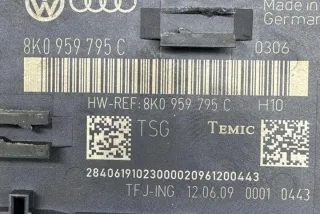 Made in
Germany
8K0 959 795 C
0306
HW-REF: 8K0 959 795 C H10
TSG TEMIC
28406191023000020961200443
TFJ-ING 12.06.09 0001 0443